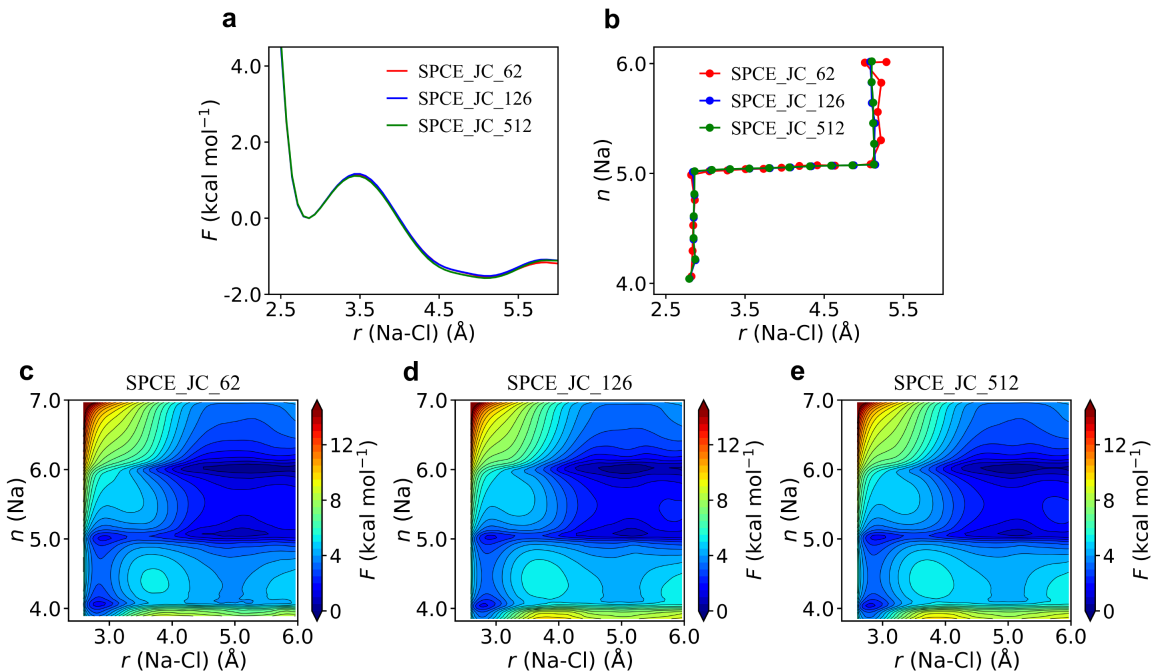 a
4.0
2.0
0.0
-2.0
F (kcal mol⁻¹)
SPCE_JC_62
SPCE_JC_126
SPCE_JC_512
2.5 3.5 4.5 5.5
r (Na-Cl) (Å)
b
6.0
5.0
4.0
n (Na)
SPCE_JC_62
SPCE_JC_126
SPCE_JC_512
2.5 3.5 4.5 5.5
r (Na-Cl) (Å)
c
SPCE_JC_62
7.0
6.0
5.0
4.0
n (Na)
3.0 4.0 5.0 6.0
r (Na-Cl) (Å)
12
8
4
0
F (kcal mol⁻¹)
d
SPCE_JC_126
7.0
6.0
5.0
4.0
n (Na)
3.0 4.0 5.0 6.0
r (Na-Cl) (Å)
12
8
4
0
F (kcal mol⁻¹)
e
SPCE_JC_512
7.0
6.0
5.0
4.0
n (Na)
3.0 4.0 5.0 6.0
r (Na-Cl) (Å)
12
8
4
0
F (kcal mol⁻¹)